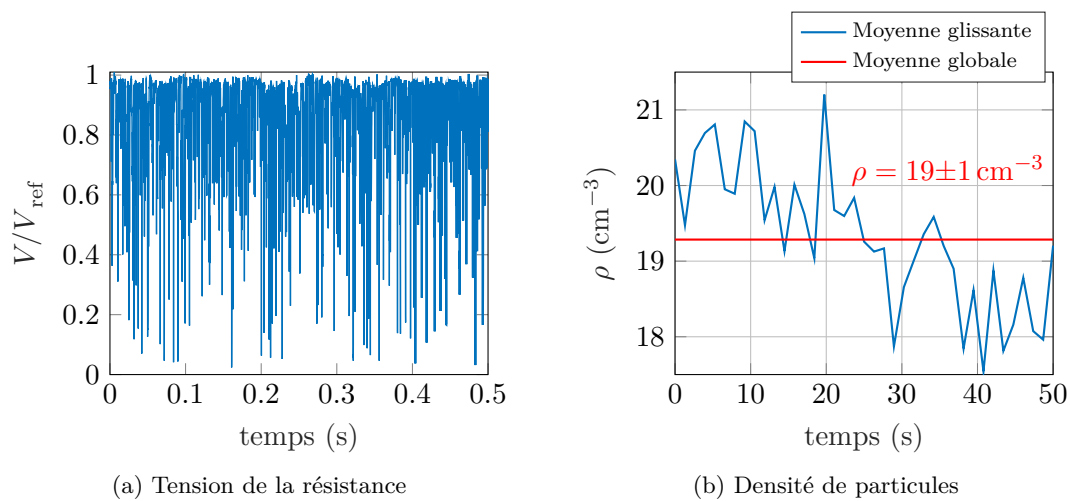 Moyenne glissante
Moyenne globale
1
0.8
0.6
0.4
0.2
0
V/V_ref
0 0.1 0.2 0.3 0.4 0.5
temps (s)
(a) Tension de la résistance
21
20
19
18
ρ (cm⁻³)
ρ = 19±1 cm⁻³
0 10 20 30 40 50
temps (s)
(b) Densité de particules